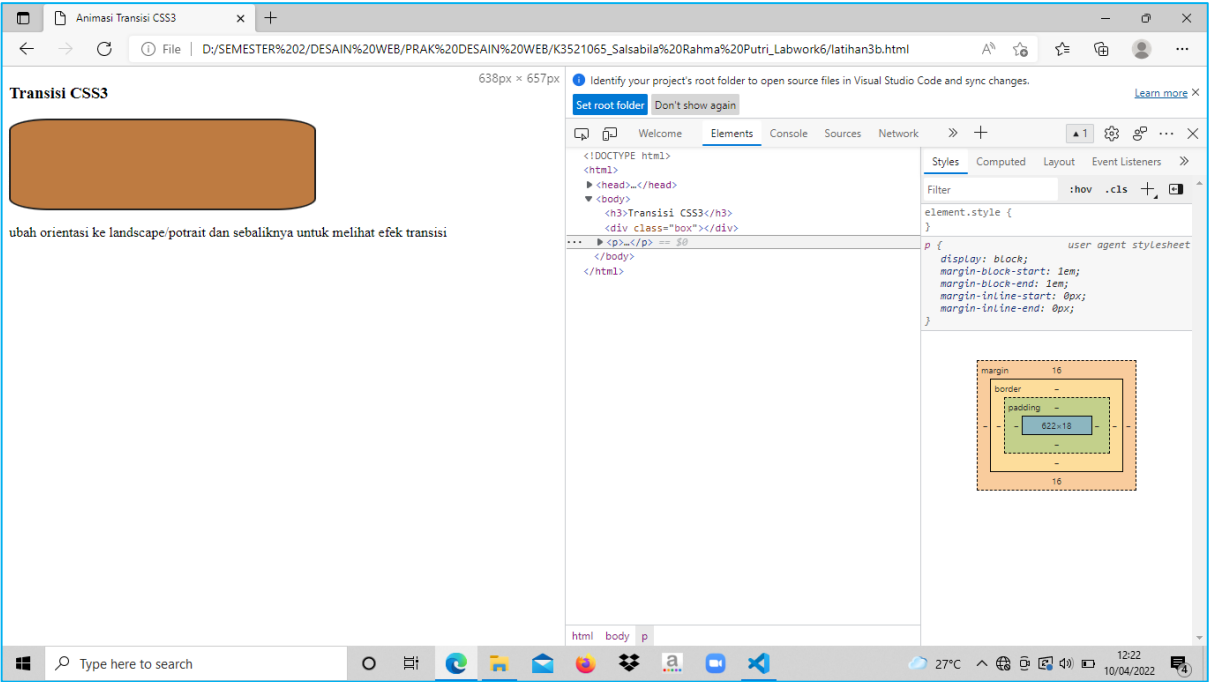 Animasi Transisi CSS3
File | D:/SEMESTER%202/DESAIN%20WEB/PRAK%20DESAIN%20WEB/K3521065_Salsabila%20Rahma%20Putri_Labwork6/latihan3b.html
638px × 657px
Transisi CSS3
ubah orientasi ke landscape/potrait dan sebaliknya untuk melihat efek transisi
Identify your project's root folder to open source files in Visual Studio Code and sync changes.
Learn more
Set root folder Don't show again
Welcome Elements Console Sources Network 1
<!DOCTYPE html>
<html>
<head>…</head>
<body>
<h3>Transisi CSS3</h3>
<div class="box"></div>
··· <p>…</p> == $0
</body>
</html>
html body p
Styles Computed Layout Event Listeners
Filter :hov .cls
element.style {
}
p { user agent stylesheet
display: block;
margin-block-start: 1em;
margin-block-end: 1em;
margin-inline-start: 0px;
margin-inline-end: 0px;
}
margin 16
border –
padding –
– – – 622×18 – – –
–
–
16
Type here to search
a.
27°C
12:22
10/04/2022
4